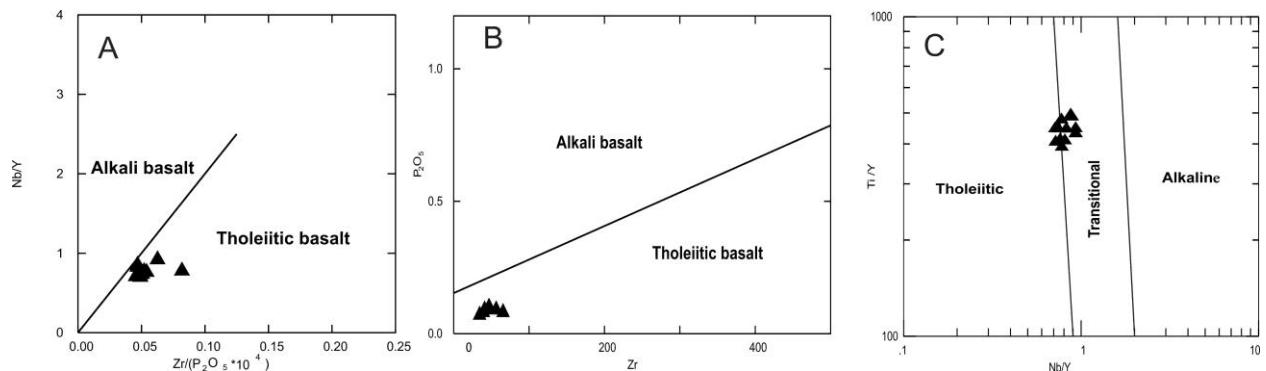 A
4
3
2
1
0
Nb/Y
Alkali basalt
Tholeiitic basalt
0.00 0.05 0.10 0.15 0.20 0.25
Zr/(P₂O₅*10⁴)
B
1.0
0.5
0.0
P₂O₅
Alkali basalt
Tholeiitic basalt
0 200 400
Zr
C
1000
100
Ti /Y
Tholeiitic
Transitional
Alkaline
.1 1 10
Nb/Y